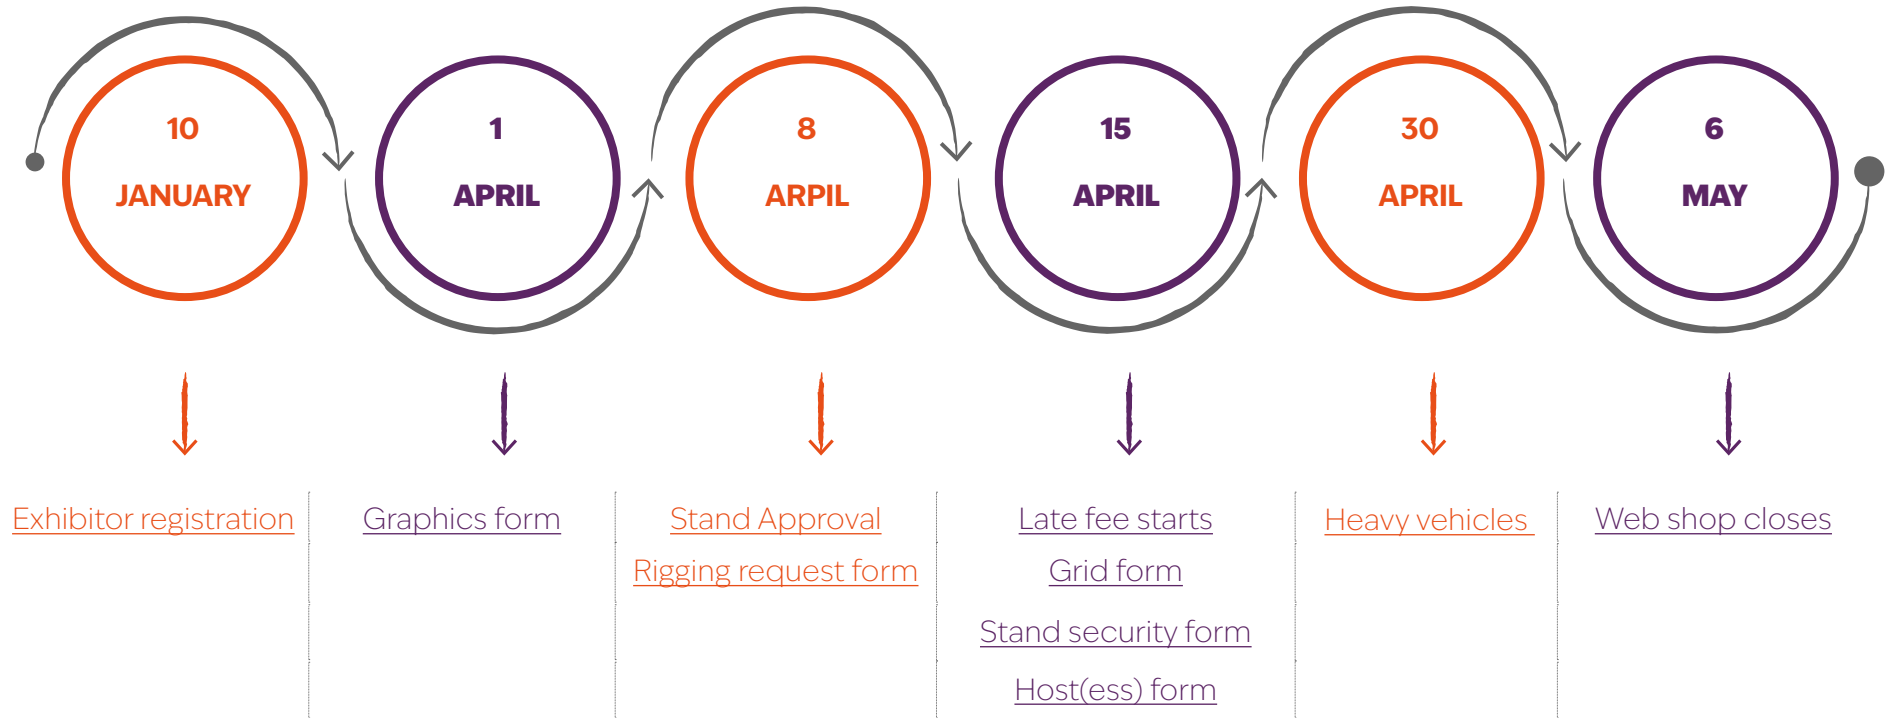 10
JANUARY
1
APRIL
8
ARPIL
15
APRIL
30
APRIL
6
MAY
Exhibitor registration
Graphics form
Stand Approval
Rigging request form
Late fee starts
Grid form
Stand security form
Host(ess) form
Heavy vehicles
Web shop closes